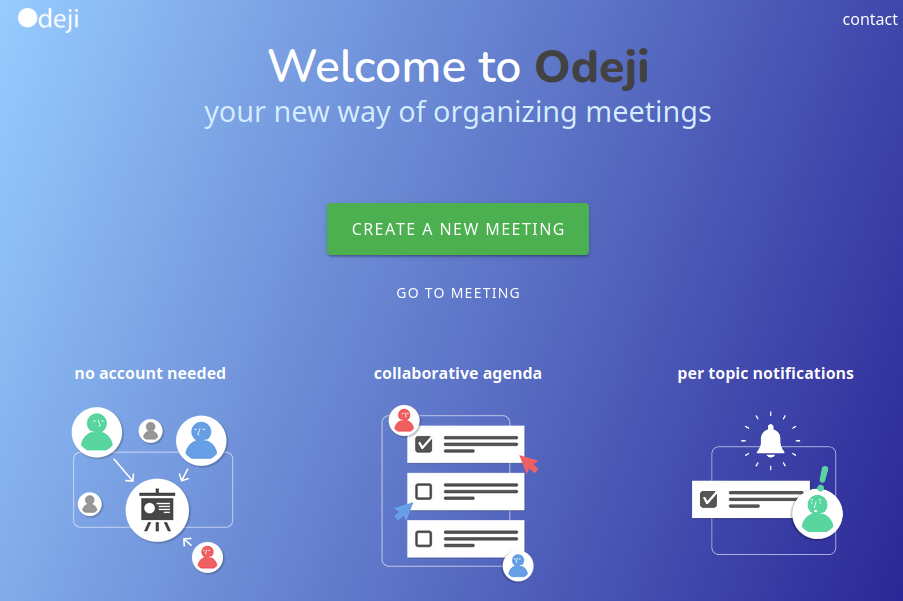 deji
contact
Welcome to Odeji
your new way of organizing meetings
CREATE A NEW MEETING
GO TO MEETING
no account needed
collaborative agenda
per topic notifications